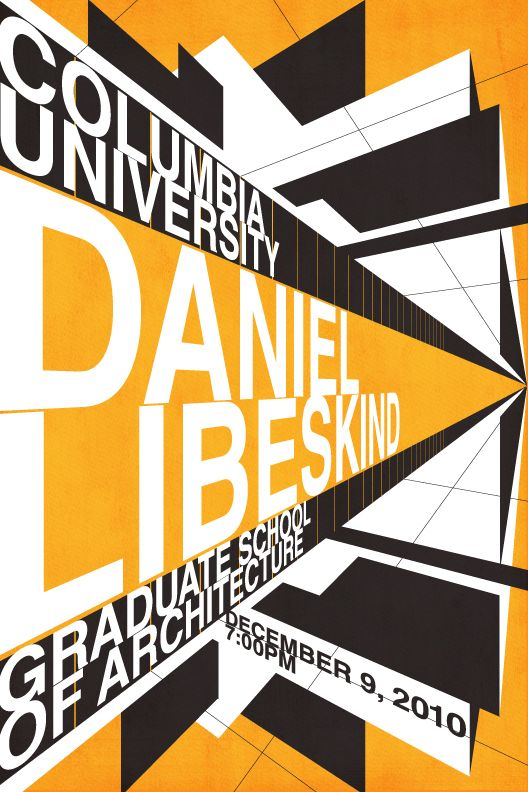 COLUMBIA
UNIVERSITY
DANIEL
LIBESKIND
GRADUATE SCHOOL
OF ARCHITECTURE
DECEMBER 9, 2010
7:00PM